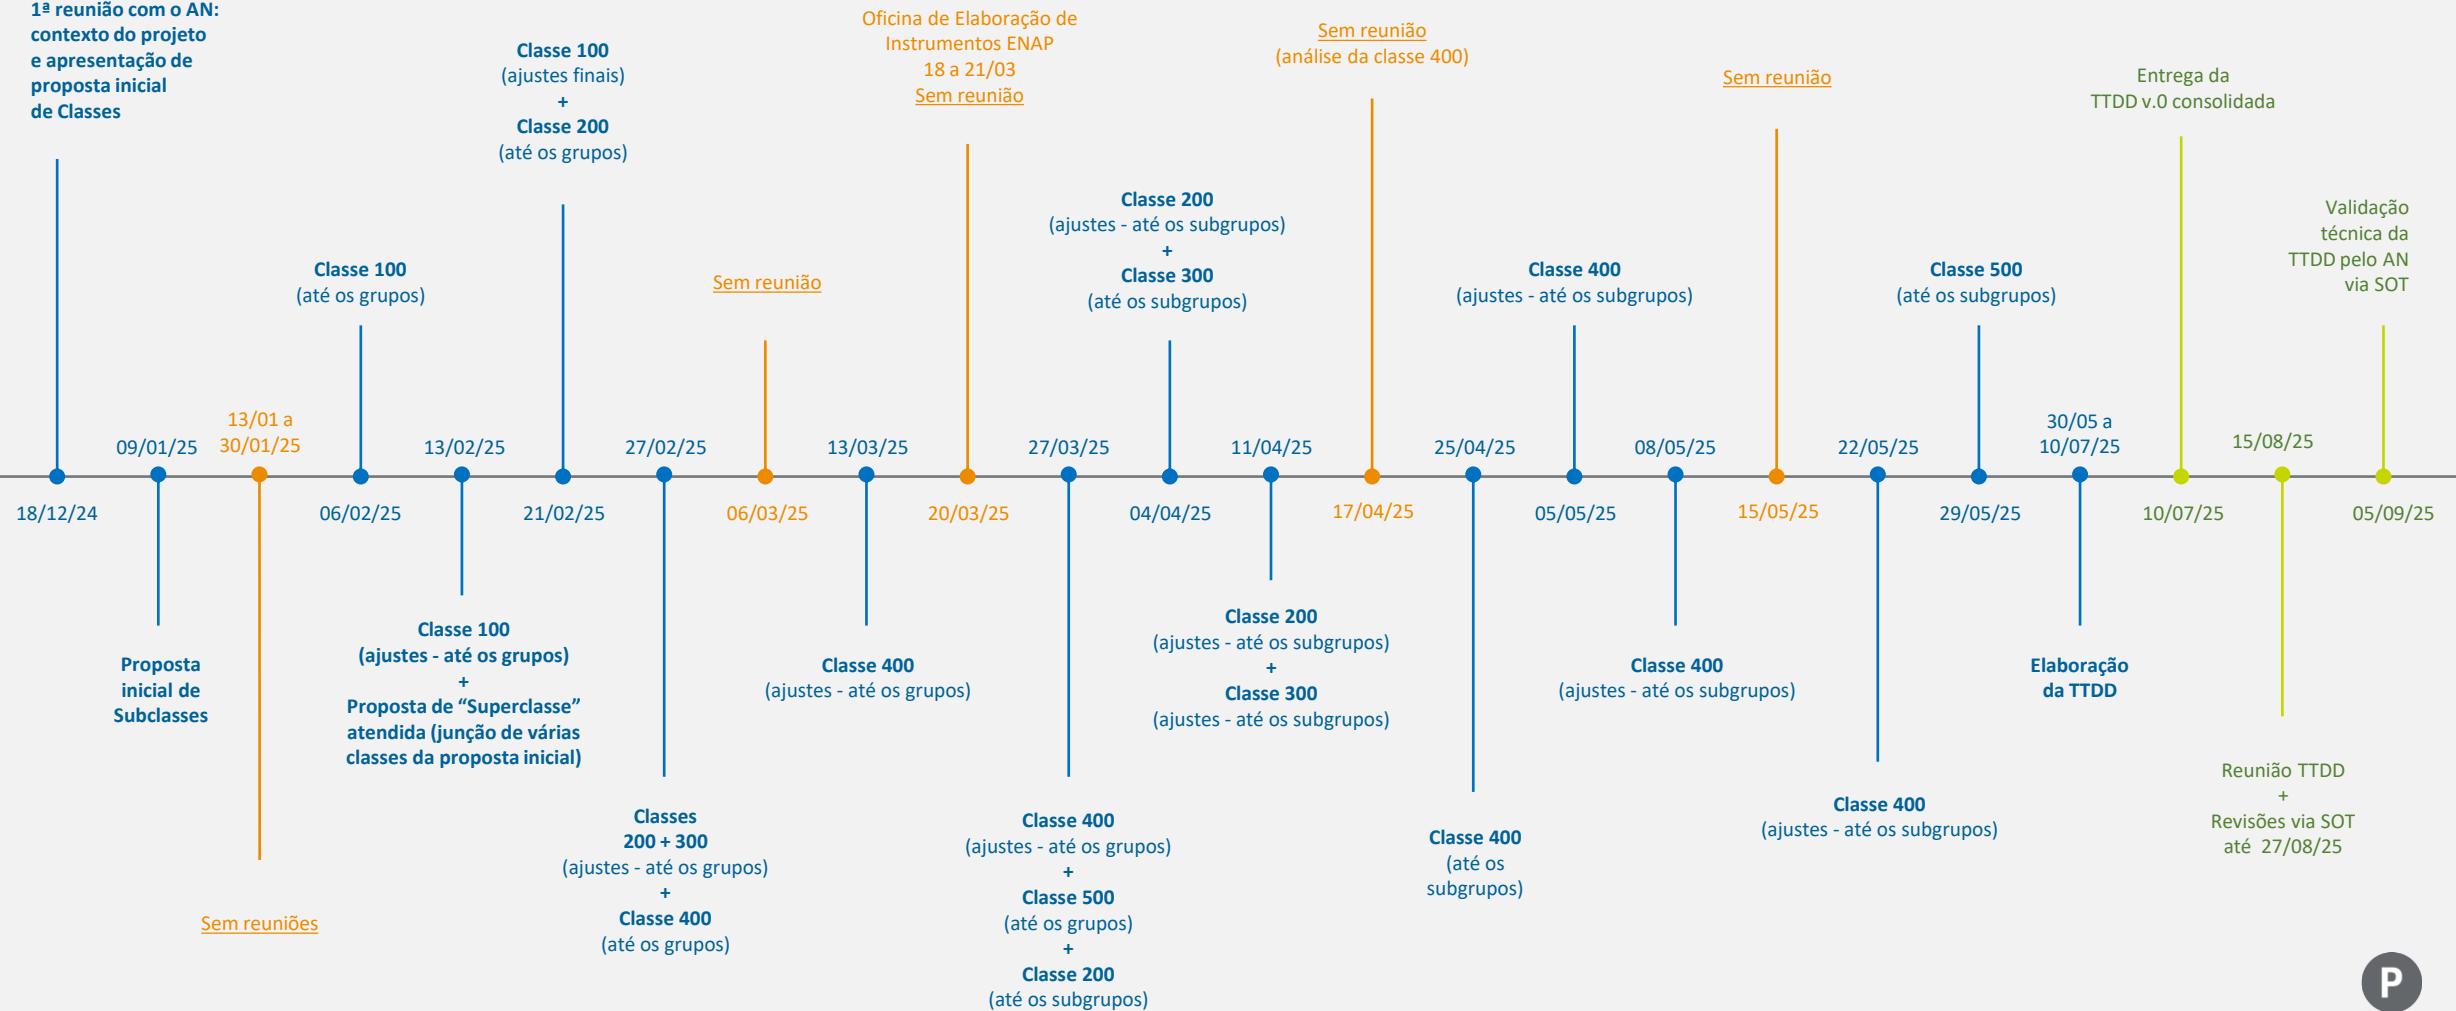 1ª reunião com o AN:
contexto do projeto
e apresentação de
proposta inicial
de Classes
18/12/24
09/01/25
Proposta
inicial de
Subclasses
13/01 a
30/01/25
Sem reuniões
Classe 100
(até os grupos)
06/02/25
13/02/25
Classe 100
(ajustes - até os grupos)
+
Proposta de “Superclasse”
atendida (junção de várias
classes da proposta inicial)
Classe 100
(ajustes finais)
+
Classe 200
(até os grupos)
21/02/25
27/02/25
Classes
200 + 300
(ajustes - até os grupos)
+
Classe 400
(até os grupos)
Sem reunião
06/03/25
13/03/25
Classe 400
(ajustes - até os grupos)
Oficina de Elaboração de
Instrumentos ENAP
18 a 21/03
Sem reunião
20/03/25
27/03/25
Classe 400
(ajustes - até os grupos)
+
Classe 500
(até os grupos)
+
Classe 200
(até os subgrupos)
Classe 200
(ajustes - até os subgrupos)
+
Classe 300
(até os subgrupos)
04/04/25
11/04/25
Classe 200
(ajustes - até os subgrupos)
+
Classe 300
(ajustes - até os subgrupos)
Sem reunião
(análise da classe 400)
17/04/25
25/04/25
Classe 400
(até os
subgrupos)
Classe 400
(ajustes - até os subgrupos)
05/05/25
08/05/25
Classe 400
(ajustes - até os subgrupos)
Sem reunião
15/05/25
22/05/25
Classe 400
(ajustes - até os subgrupos)
Classe 500
(até os subgrupos)
29/05/25
30/05 a
10/07/25
Elaboração
da TTDD
Entrega da
TTDD v.0 consolidada
10/07/25
15/08/25
Reunião TTDD
+
Revisões via SOT
até 27/08/25
Validação
técnica da
TTDD pelo AN
via SOT
05/09/25
P